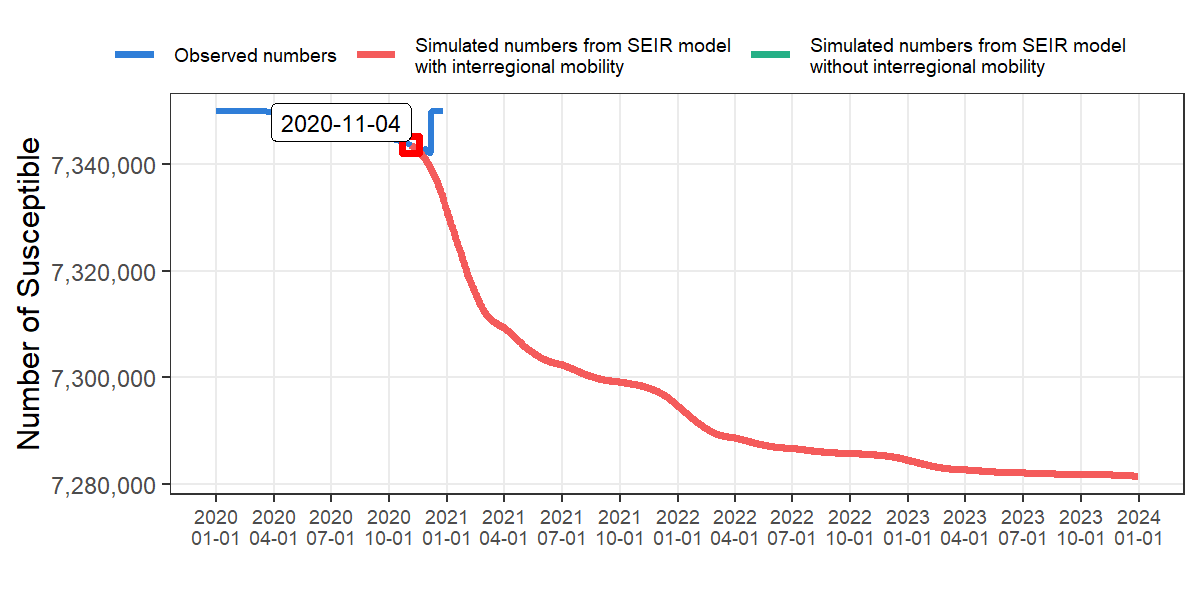 Observed numbers
Simulated numbers from SEIR model
with interregional mobility
Simulated numbers from SEIR model
without interregional mobility
Number of Susceptible
2020-11-04
7,340,000
7,320,000
7,300,000
7,280,000
2020 2020 2020 2020 2021 2021 2021 2021 2022 2022 2022 2022 2023 2023 2023 2023 2024
01-01 04-01 07-01 10-01 01-01 04-01 07-01 10-01 01-01 04-01 07-01 10-01 01-01 04-01 07-01 10-01 01-01